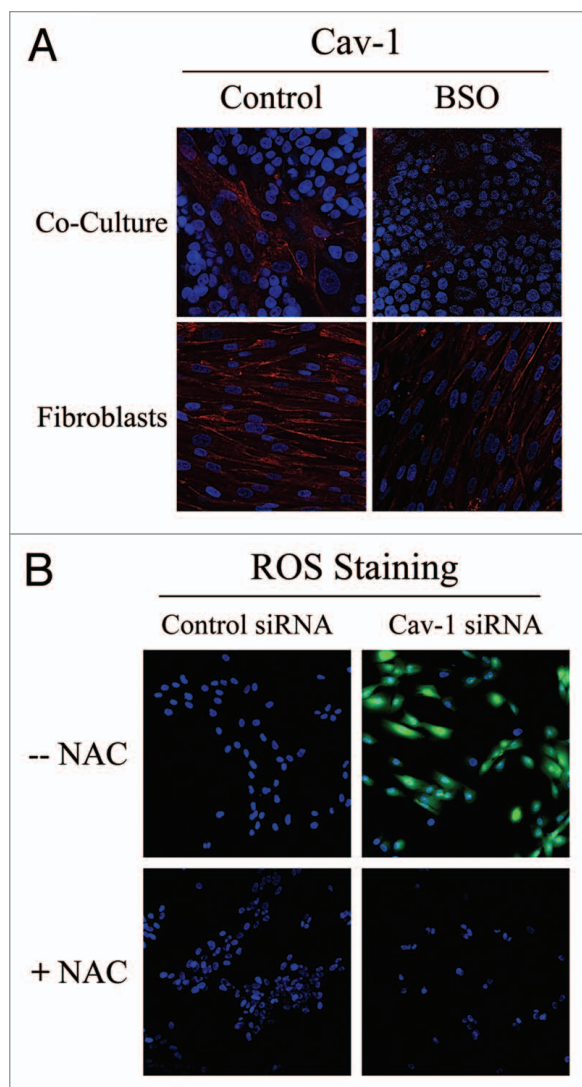 A
Cav-1
Control BSO
Co-Culture
Fibroblasts
B
ROS Staining
Control siRNA Cav-1 siRNA
-- NAC
+ NAC